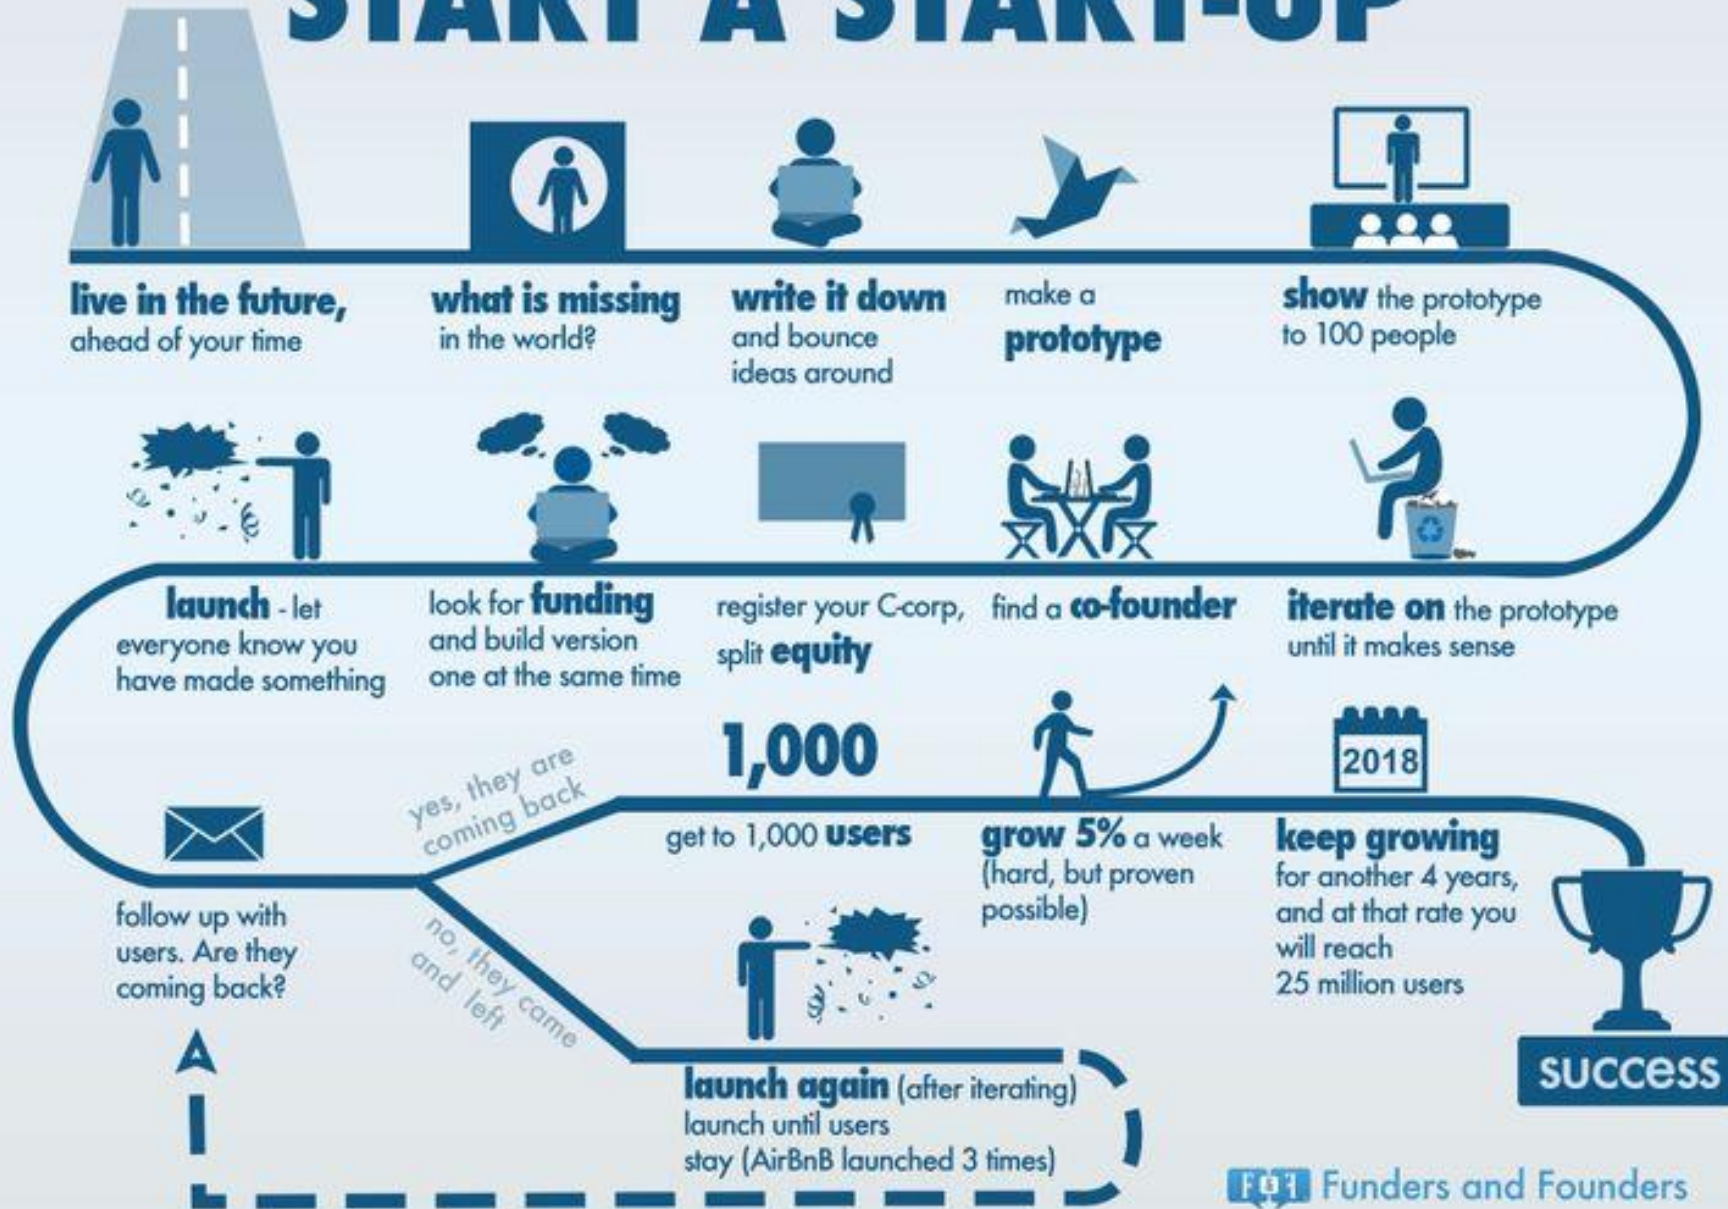 START A START-UP
live in the future,
ahead of your time
what is missing
in the world?
write it down
and bounce
ideas around
make a
prototype
show the prototype
to 100 people
launch - let
everyone know you
have made something
look for funding
and build version
one at the same time
register your C-corp,
split equity
find a co-founder
iterate on the prototype
until it makes sense
follow up with
users. Are they
coming back?
yes, they are
coming back
no, they came
and left
1,000
get to 1,000 users
grow 5% a week
(hard, but proven
possible)
2018
keep growing
for another 4 years,
and at that rate you
will reach
25 million users
success
launch again (after iterating)
launch until users
stay (AirBnB launched 3 times)
Funders and Founders